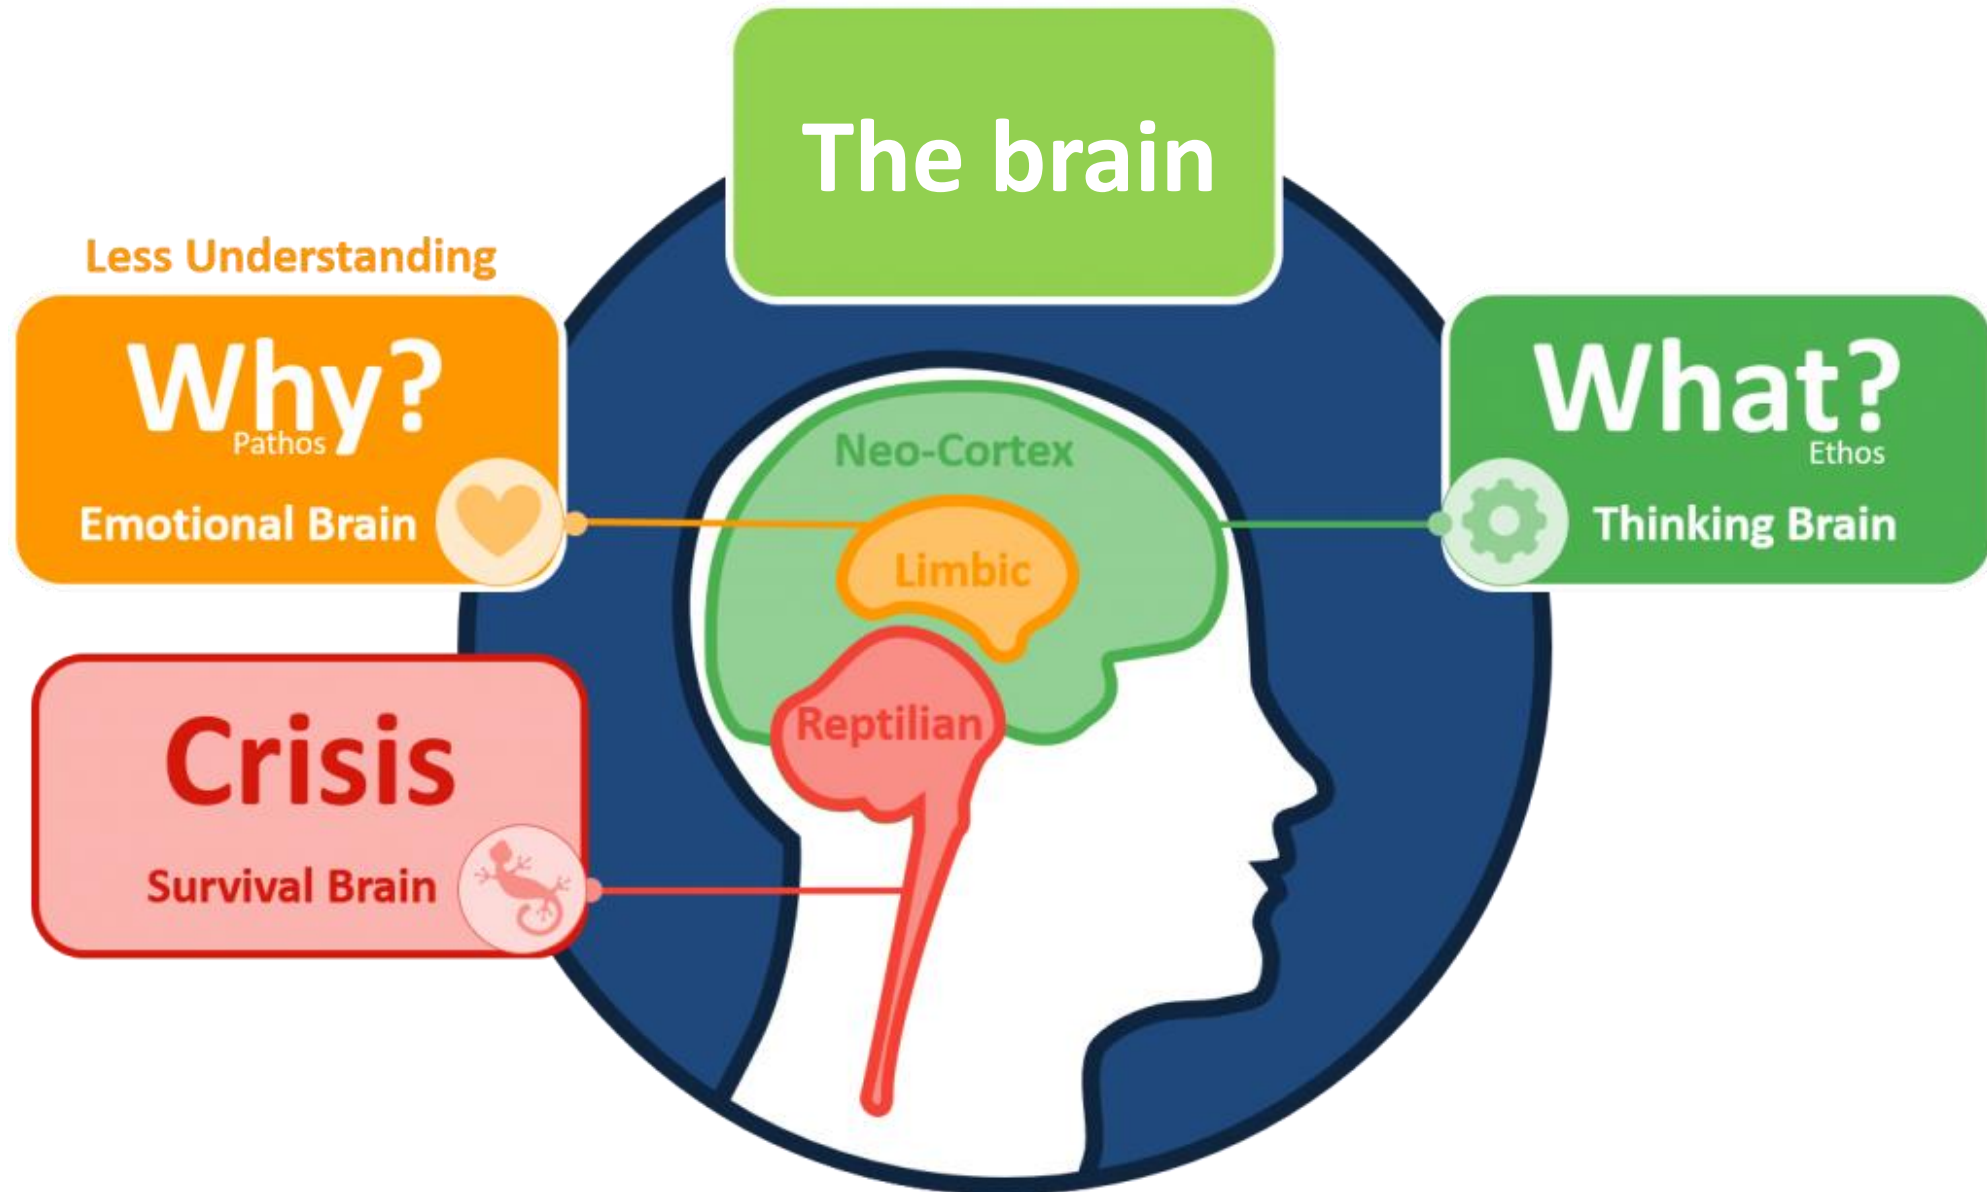 The brain
Less Understanding
Why?
Pathos
Emotional Brain
What?
Ethos
Thinking Brain
Neo-Cortex
Limbic
Reptilian
Crisis
Survival Brain